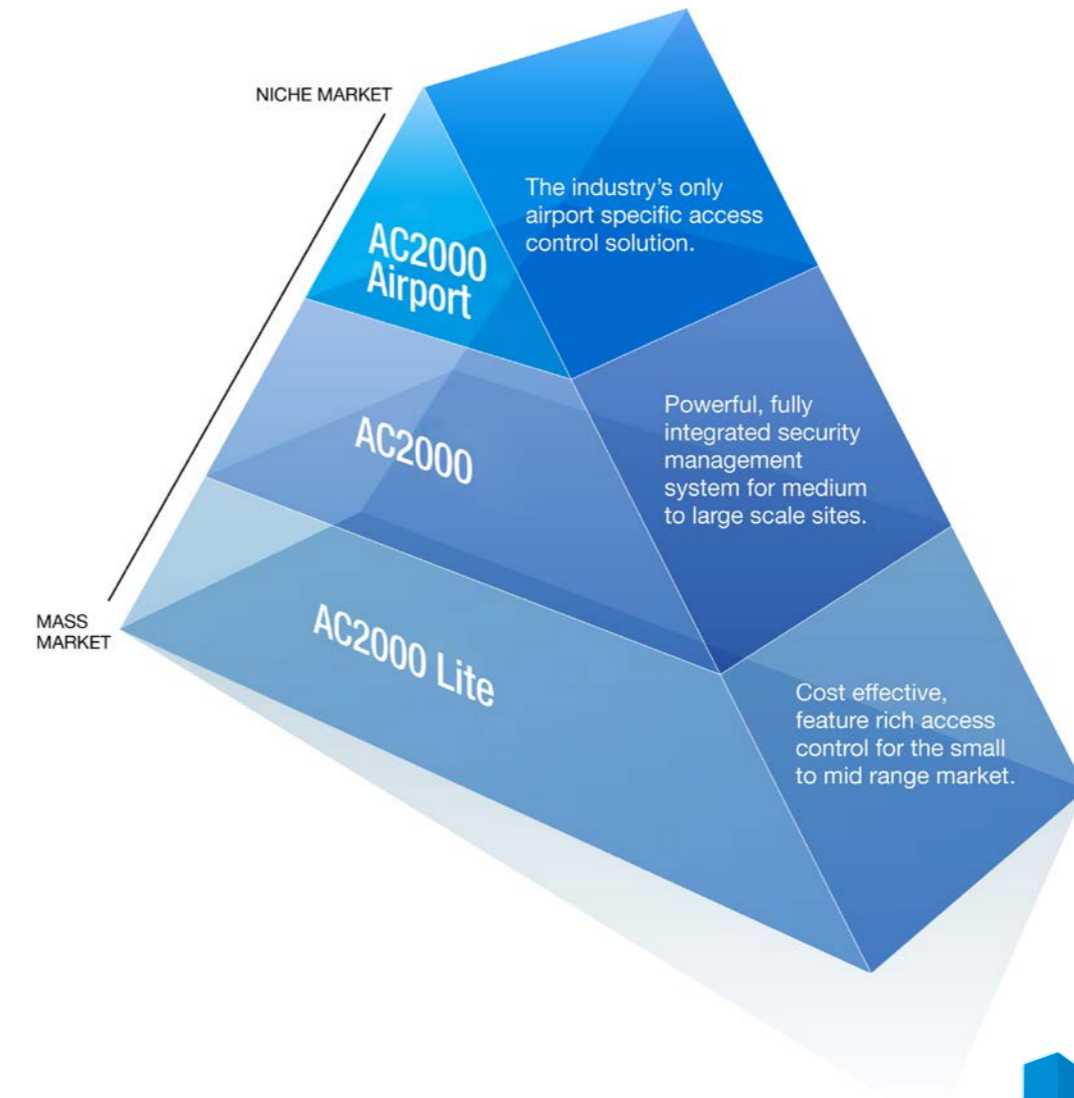 NICHE MARKET
AC2000
Airport
The industry’s only
airport specific access
control solution.
AC2000
Powerful, fully
integrated security
management
system for medium
to large scale sites.
MASS
MARKET
AC2000 Lite
Cost effective,
feature rich access
control for the small
to mid range market.